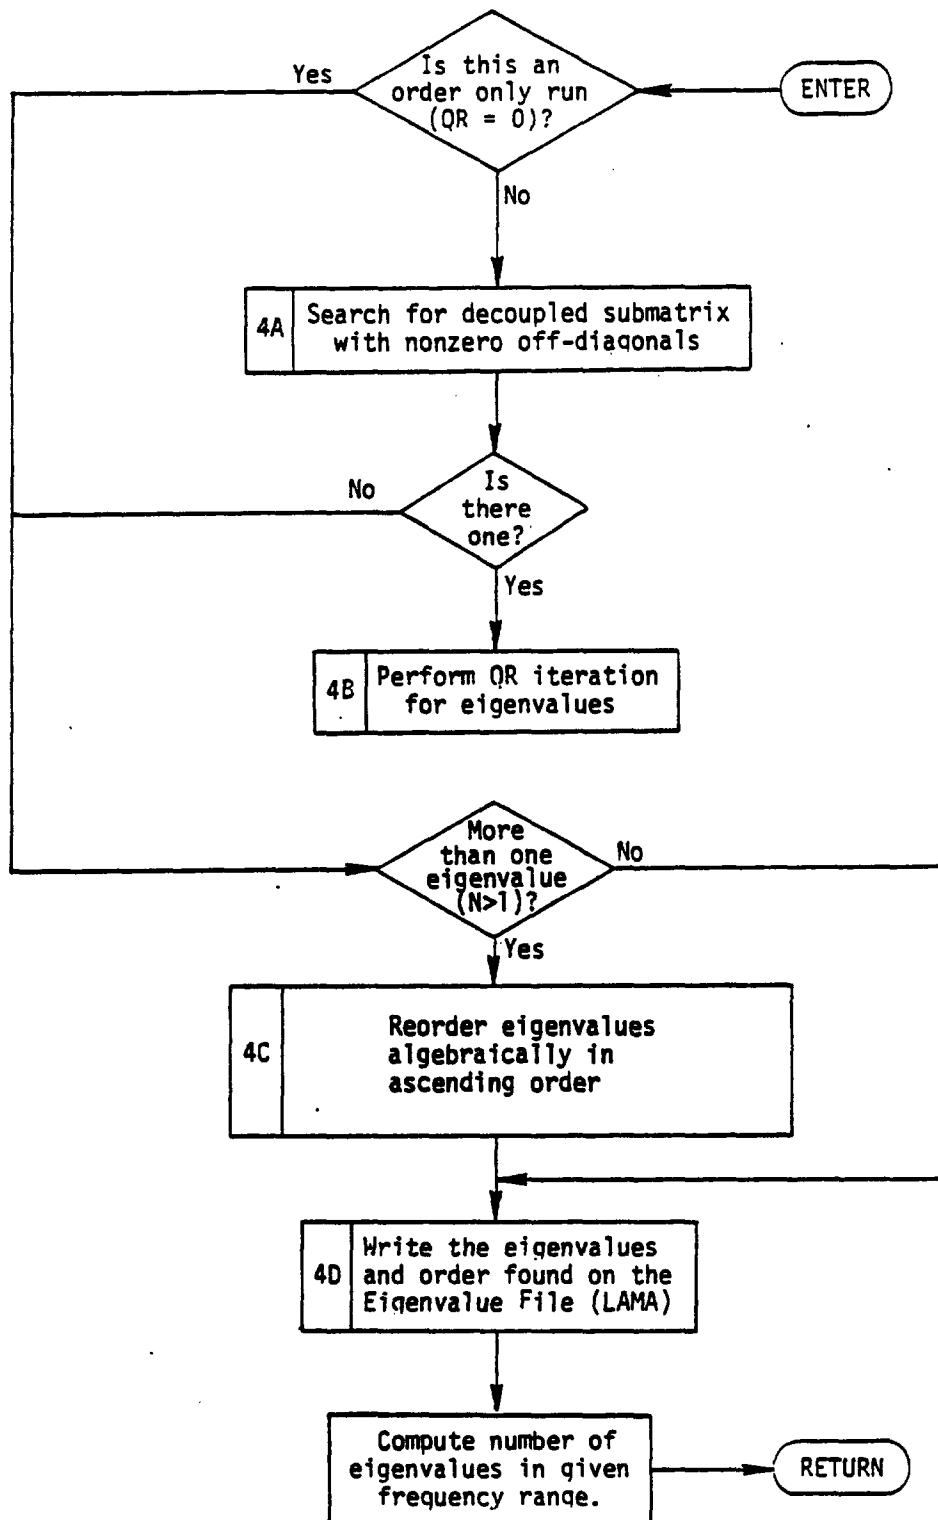 Is this an
order only run
(QR = 0)?
Yes
ENTER
No
4A
Search for decoupled submatrix
with nonzero off-diagonals
Is
there
one?
No
Yes
4B
Perform QR iteration
for eigenvalues
More
than one
eigenvalue
(N>1)?
No
Yes
4C
Reorder eigenvalues
algebraically in
ascending order
4D
Write the eigenvalues
and order found on the
Eigenvalue File (LAMA)
Compute number of
eigenvalues in given
frequency range.
RETURN